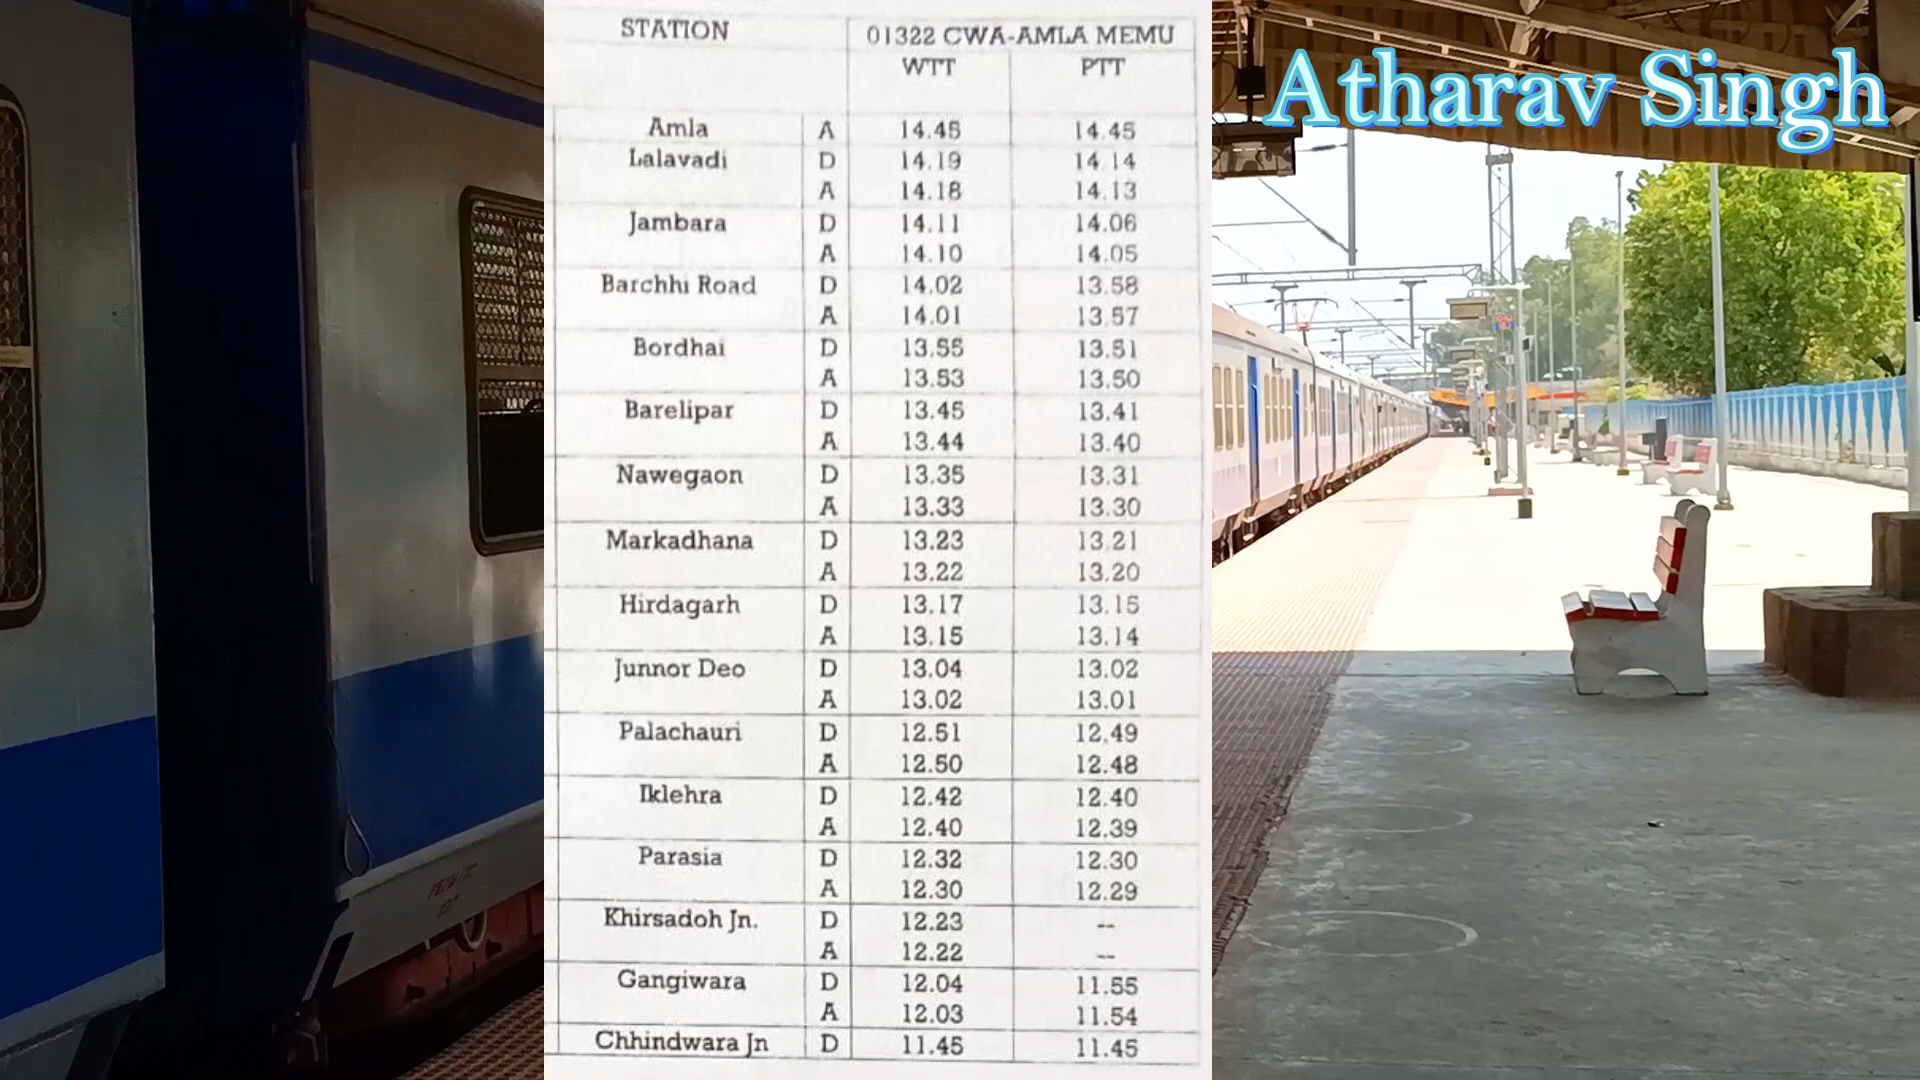 STATION 01322 CWA-AMLA MEMU
WTT PTT
Amla A 14.45 14.45
Lalavadi D 14.19 14.14
A 14.18 14.13
Jambara D 14.11 14.06
A 14.10 14.05
Barchhi Road D 14.02 13.58
A 14.01 13.57
Bordhai D 13.55 13.51
A 13.53 13.50
Barelipar D 13.45 13.41
A 13.44 13.40
Nawegaon D 13.35 13.31
A 13.33 13.30
Markadhana D 13.23 13.21
A 13.22 13.20
Hirdagarh D 13.17 13.15
A 13.15 13.14
Junnor Deo D 13.04 13.02
A 13.02 13.01
Palachauri D 12.51 12.49
A 12.50 12.48
Iklehra D 12.42 12.40
A 12.40 12.39
Parasia D 12.32 12.30
A 12.30 12.29
Khirsadoh Jn. D 12.23 --
A 12.22 --
Gangiwara D 12.04 11.55
A 12.03 11.54
Chhindwara Jn D 11.45 11.45
Atharav Singh